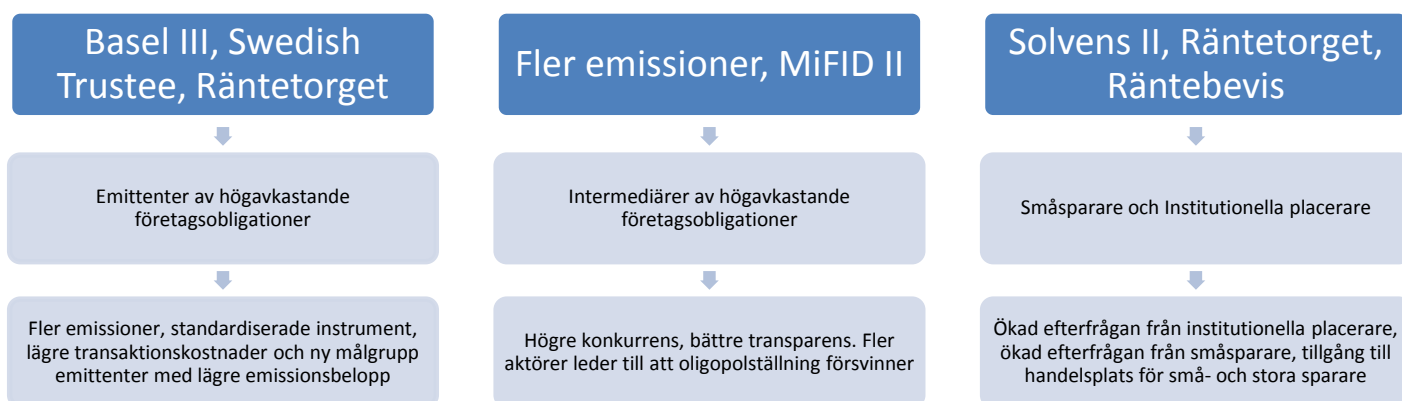 Basel III, Swedish
Trustee, Räntetorget
Emittenter av högavkastande
företagsobligationer
Fler emissioner, standardiserade instrument,
lägre transaktionskostnader och ny målgrupp
emittenter med lägre emissionsbelopp
Fler emissioner, MiFID II
Intermediärer av högavkastande
företagsobligationer
Högre konkurrens, bättre transparens. Fler
aktörer leder till att oligopolställning försvinner
Solvens II, Räntetorget,
Räntebevis
Småsparare och Institutionella placerare
Ökad efterfrågan från institutionella placerare,
ökad efterfrågan från småsparare, tillgång till
handelsplats för små- och stora sparare